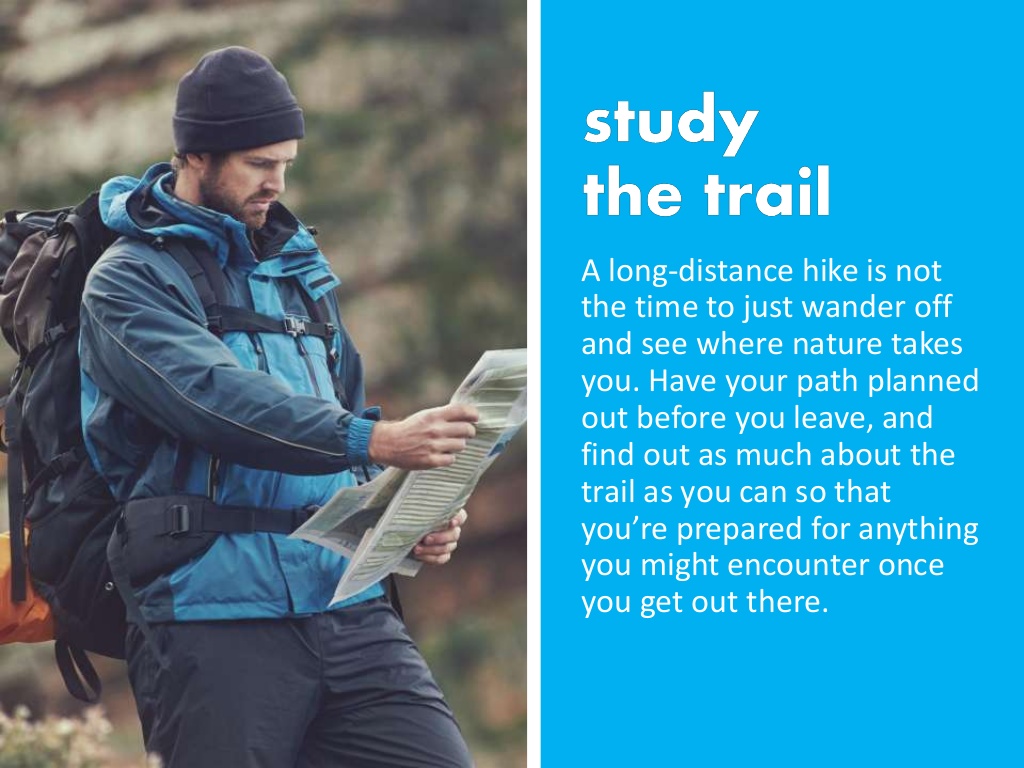 study
the trail
A long-distance hike is not
the time to just wander off
and see where nature takes
you. Have your path planned
out before you leave, and
find out as much about the
trail as you can so that
you’re prepared for anything
you might encounter once
you get out there.